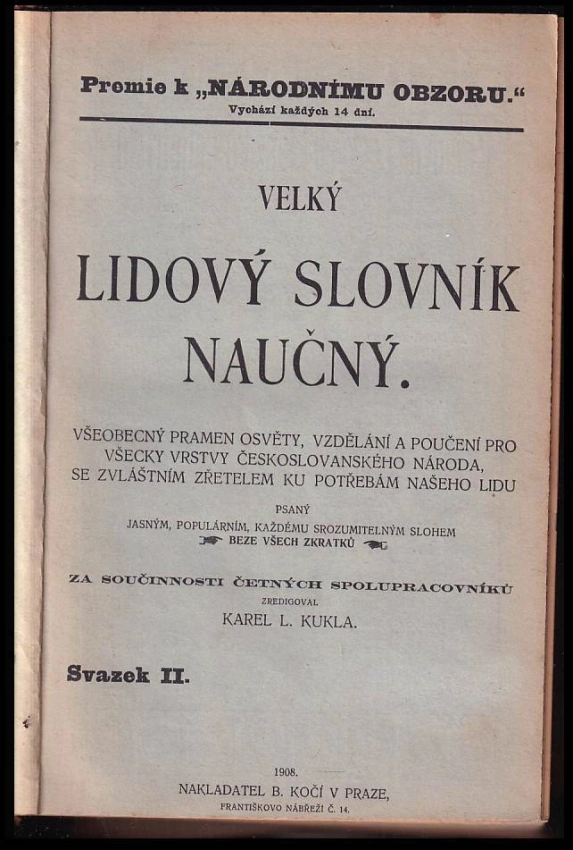 Premie k „NÁRODNÍMU OBZORU.“
Vychází každých 14 dní.
VELKÝ
LIDOVÝ SLOVNÍK
NAUČNÝ.
VŠEOBECNÝ PRAMEN OSVĚTY, VZDĚLÁNÍ A POUČENÍ PRO
VŠECKY VRSTVY ČESKOSLOVANSKÉHO NÁRODA,
SE ZVLÁŠTNÍM ZŘETELEM KU POTŘEBÁM NAŠEHO LIDU
PSANÝ
JASNÝM, POPULÁRNÍM, KAŽDÉMU SROZUMITELNÝM SLOHEM
BEZE VŠECH ZKRATKŮ
ZA SOUČINNOSTI ČETNÝCH SPOLUPRACOVNÍKŮ
ZREDIGOVAL
KAREL L. KUKLA.
Svazek II.
1908.
NAKLADATEL B. KOČÍ V PRAZE,
FRANTIŠKOVO NÁBŘEŽÍ Č. 14.